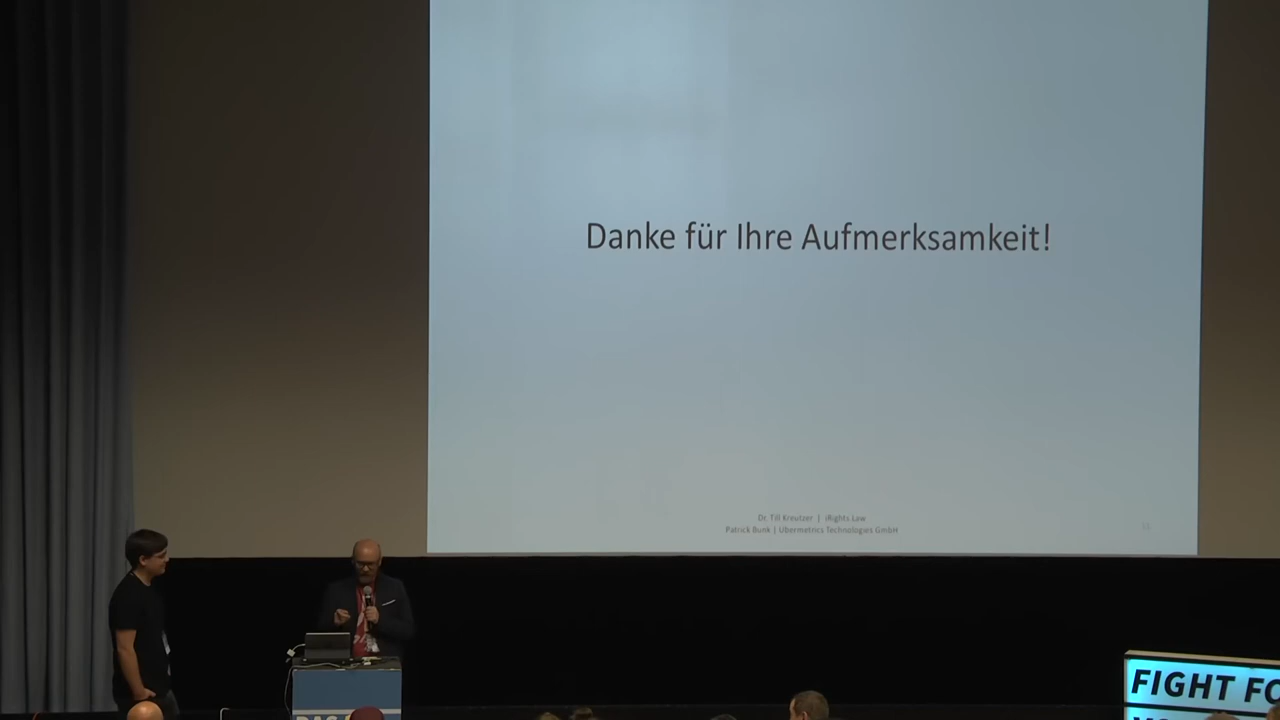 Danke für Ihre Aufmerksamkeit!
Dr. Till Kreutzer | iRights Law
Patrick Bunk | Ubermetrics Technologies GmbH
FIGHT FO